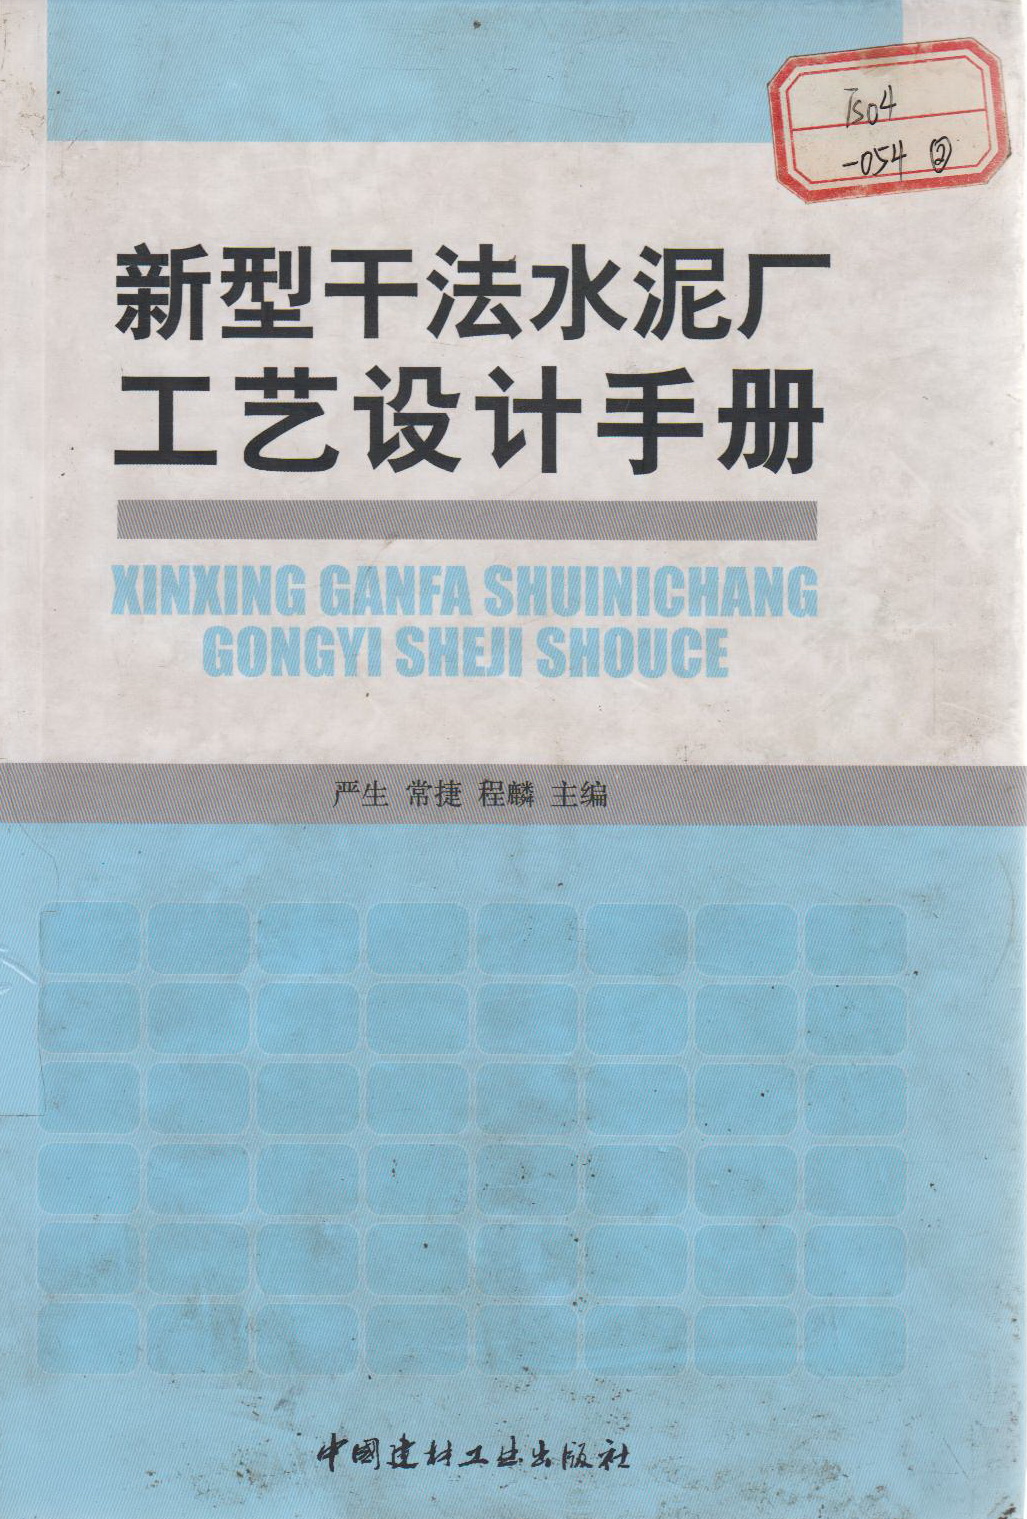 TS04
-054 ②
新型干法水泥厂
工艺设计手册
XINXING GANFA SHUINICHANG
GONGYI SHEJI SHOUCE
严生 常捷 程麟 主编
中国建材工业出版社